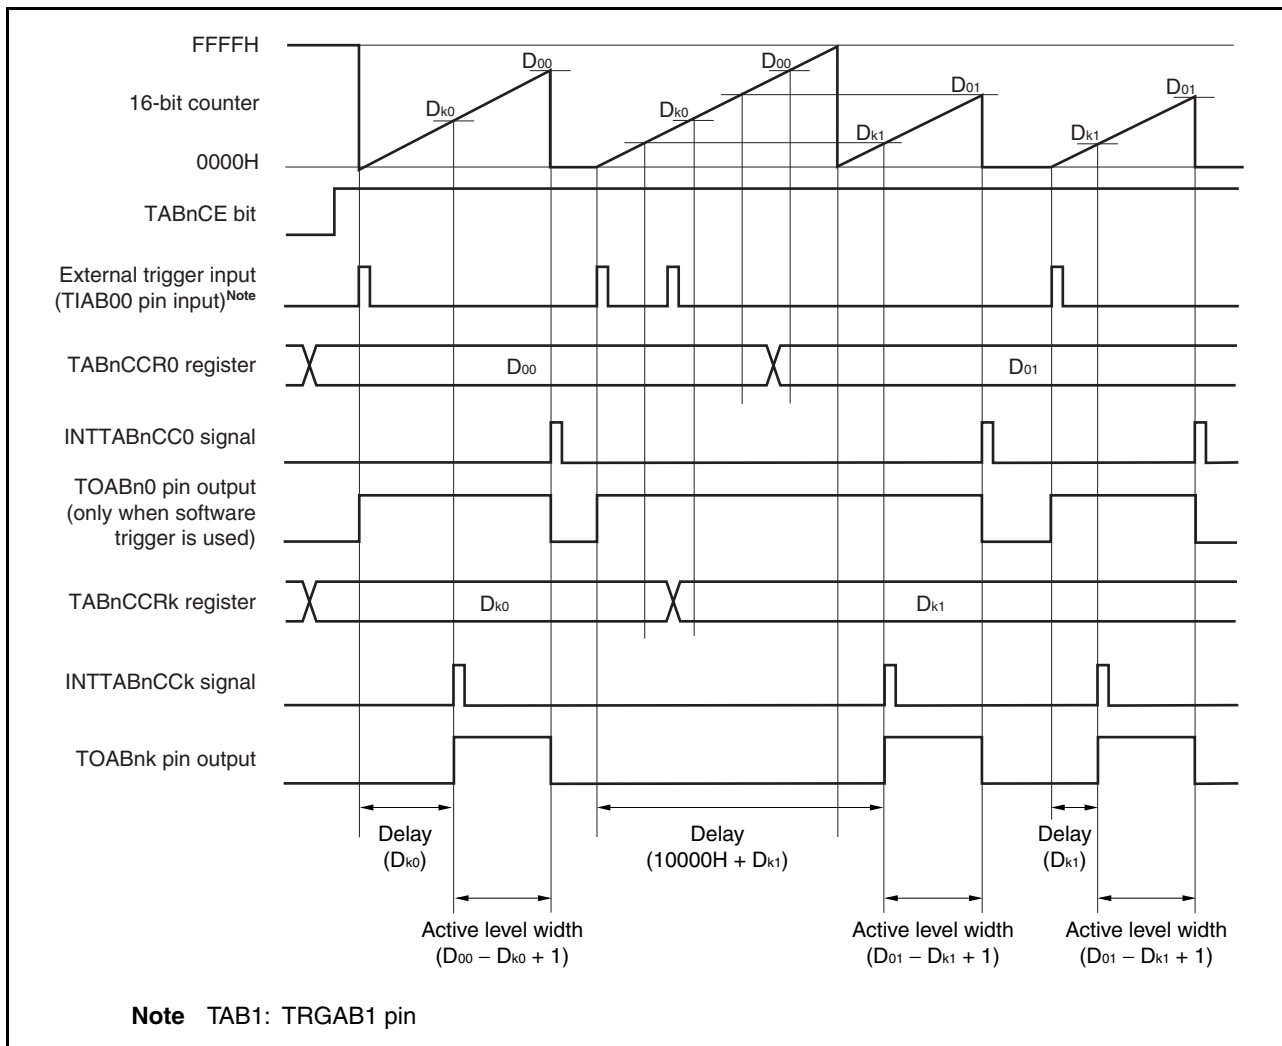 FFFFH
D00
D00
16-bit counter
Dk0
Dk0
D01
D01
Dk1
Dk1
0000H
TABnCE bit
External trigger input
(TIAB00 pin input)Note
TABnCCR0 register
D00
D01
INTTABnCC0 signal
TOABn0 pin output
(only when software
trigger is used)
TABnCCRk register
Dk0
Dk1
INTTABnCCk signal
TOABnk pin output
Delay
(Dk0)
Delay
(10000H + Dk1)
Delay
(Dk1)
Active level width
(D00 − Dk0 + 1)
Active level width
(D01 − Dk1 + 1)
Active level width
(D01 − Dk1 + 1)
Note TAB1: TRGAB1 pin